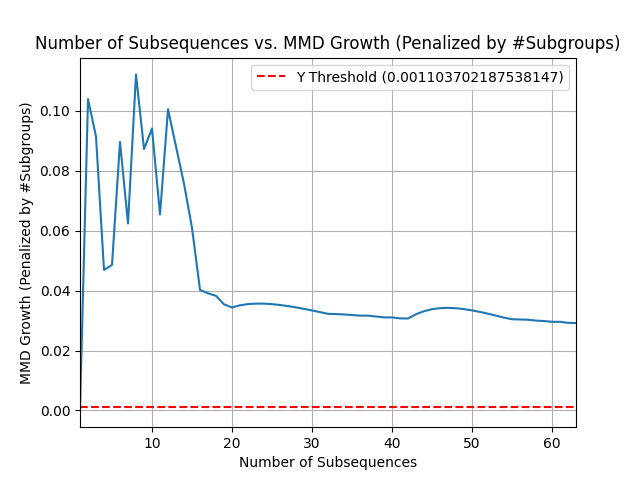 Number of Subsequences vs. MMD Growth (Penalized by #Subgroups)
Y Threshold (0.001103702187538147)
MMD Growth (Penalized by #Subgroups)
0.10
0.08
0.06
0.04
0.02
0.00
10 20 30 40 50 60
Number of Subsequences